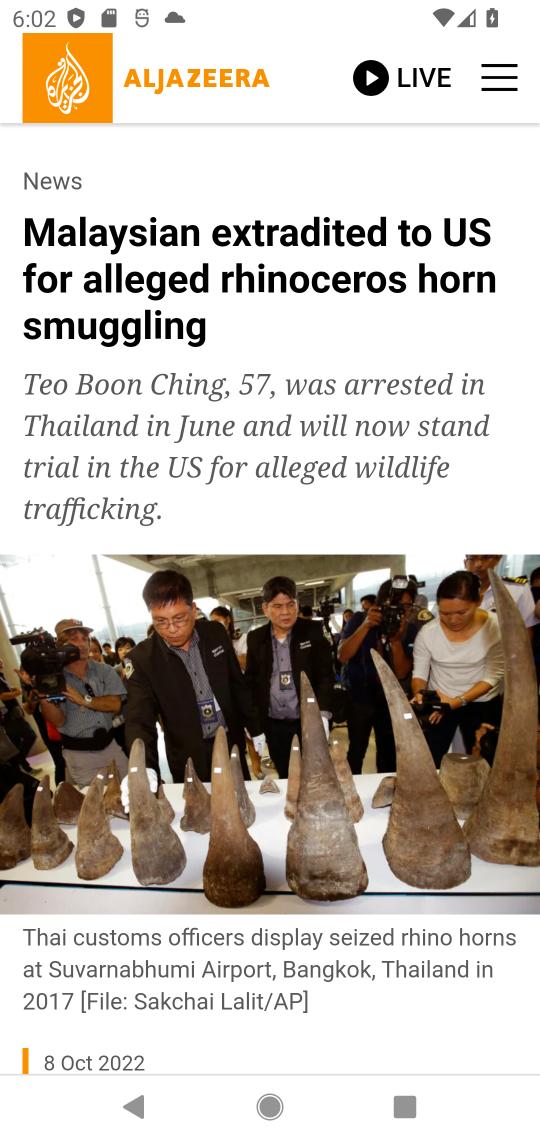 6:02
ALJAZEERA
LIVE
News
Malaysian extradited to US
for alleged rhinoceros horn
smuggling
Teo Boon Ching, 57, was arrested in
Thailand in June and will now stand
trial in the US for alleged wildlife
trafficking.
Thai customs officers display seized rhino horns
at Suvarnabhumi Airport, Bangkok, Thailand in
2017 [File: Sakchai Lalit/AP]
8 Oct 2022